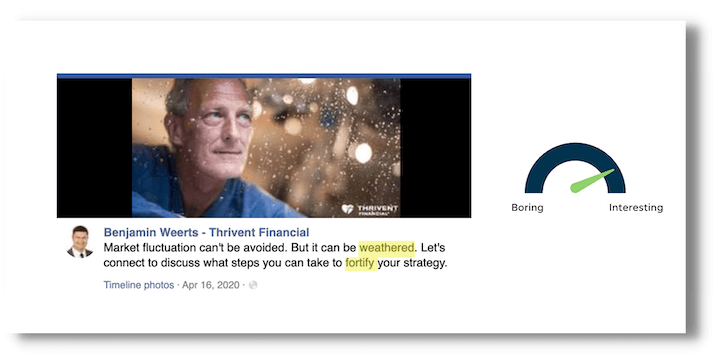 THRIVENT
FINANCIAL®
Benjamin Weerts - Thrivent Financial
Market fluctuation can't be avoided. But it can be weathered. Let's
connect to discuss what steps you can take to fortify your strategy.
Timeline photos · Apr 16, 2020 ·
Boring
Interesting